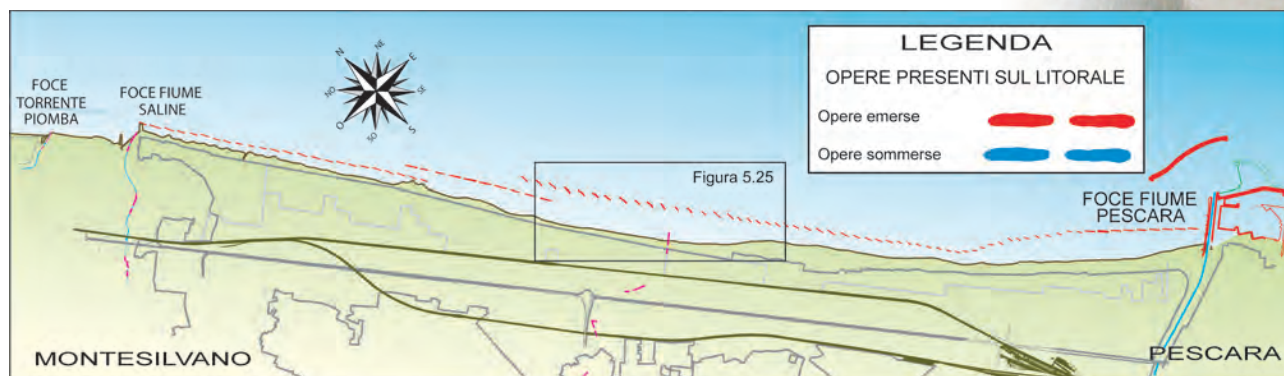 FOCE
TORRENTE
PIOMBA
FOCE FIUME
SALINE
N
NE
E
SE
S
SO
O
NO
LEGENDA
OPERE PRESENTI SUL LITORALE
Opere emerse
Opere sommerse
Figura 5.25
FOCE FIUME
PESCARA
MONTESILVANO
PESCARA